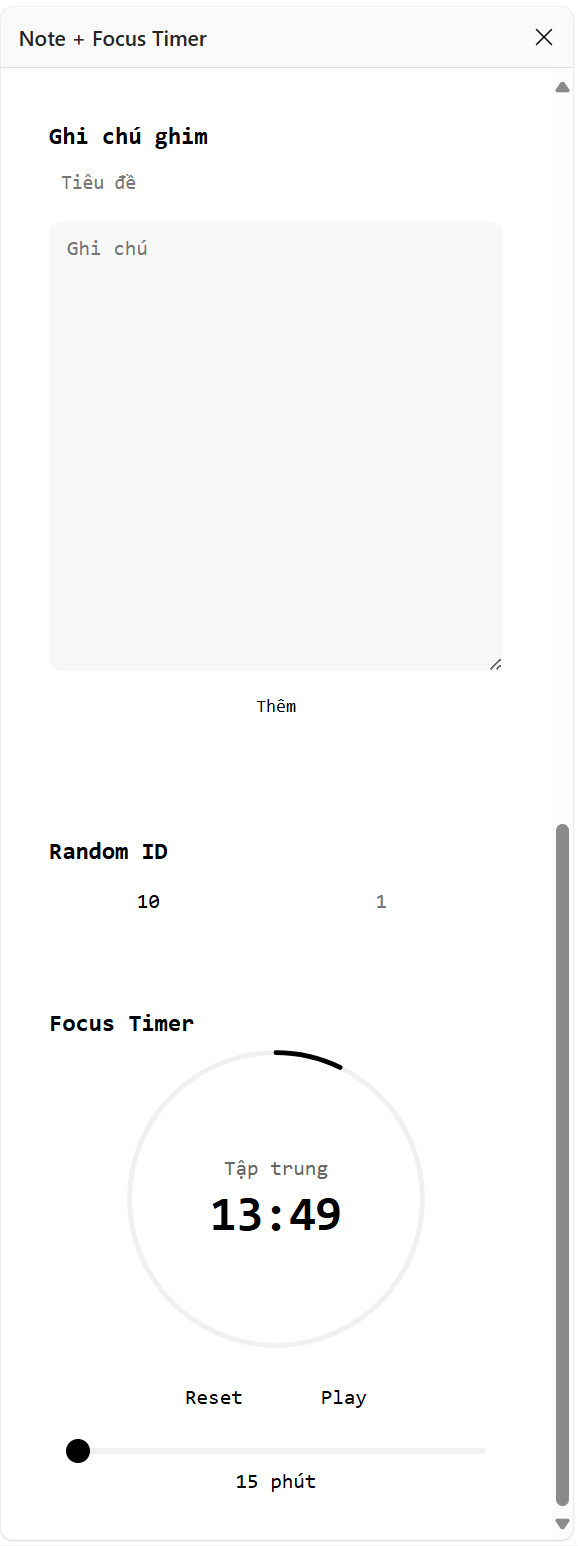 Note + Focus Timer
Ghi chú ghim
Tiêu đề
Ghi chú
Thêm
Random ID
10 1
Focus Timer
Tập trung
13:49
Reset Play
15 phút